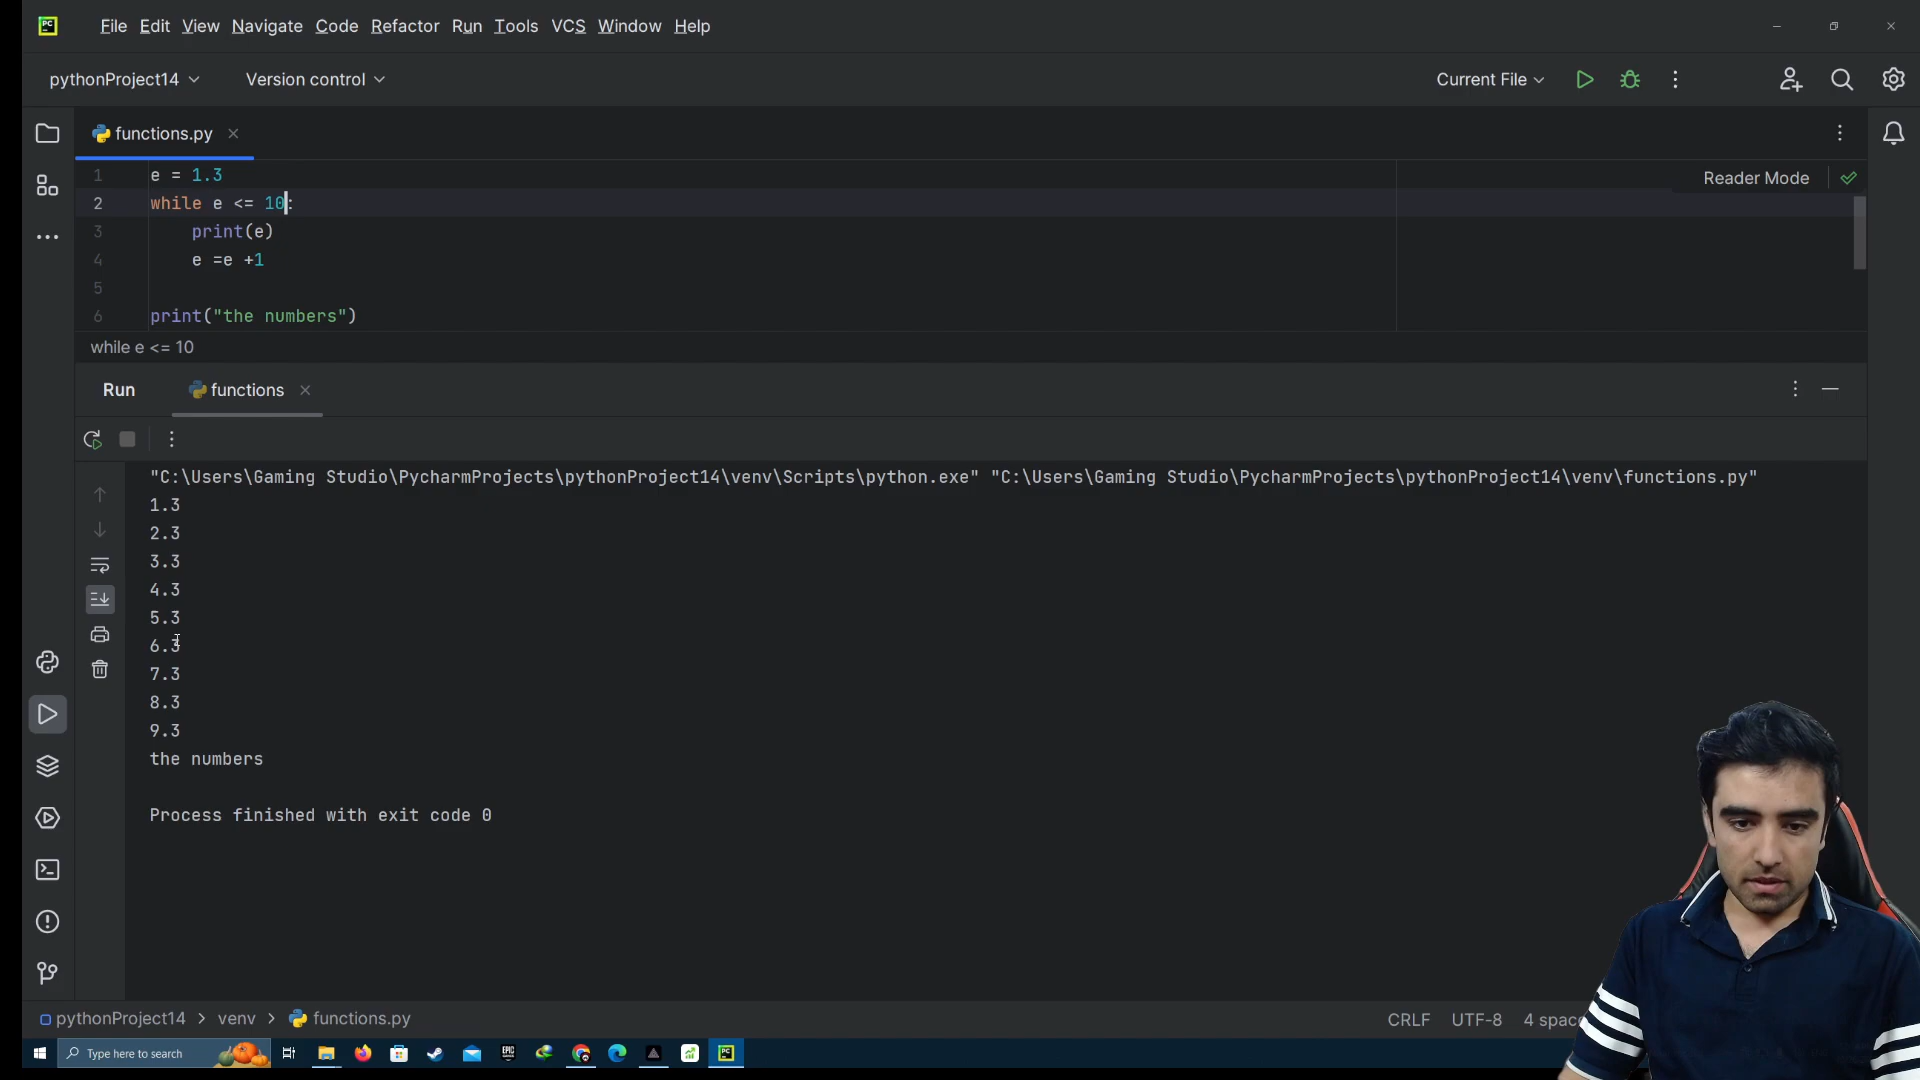 File Edit View Navigate Code Refactor Run Tools VCS Window Help
pythonProject14 Version control Current File
functions.py
Reader Mode
1 e = 1.3
2 while e <= 10:
3 print(e)
4 e =e +1
5
6 print("the numbers")
while e <= 10
Run functions
"C:\Users\Gaming Studio\PycharmProjects\pythonProject14\venv\Scripts\python.exe" "C:\Users\Gaming Studio\PycharmProjects\pythonProject14\venv\functions.py"
1.3
2.3
3.3
4.3
5.3
6.3
7.3
8.3
9.3
the numbers
Process finished with exit code 0
pythonProject14 > venv > functions.py CRLF UTF-8 4
Type here to search